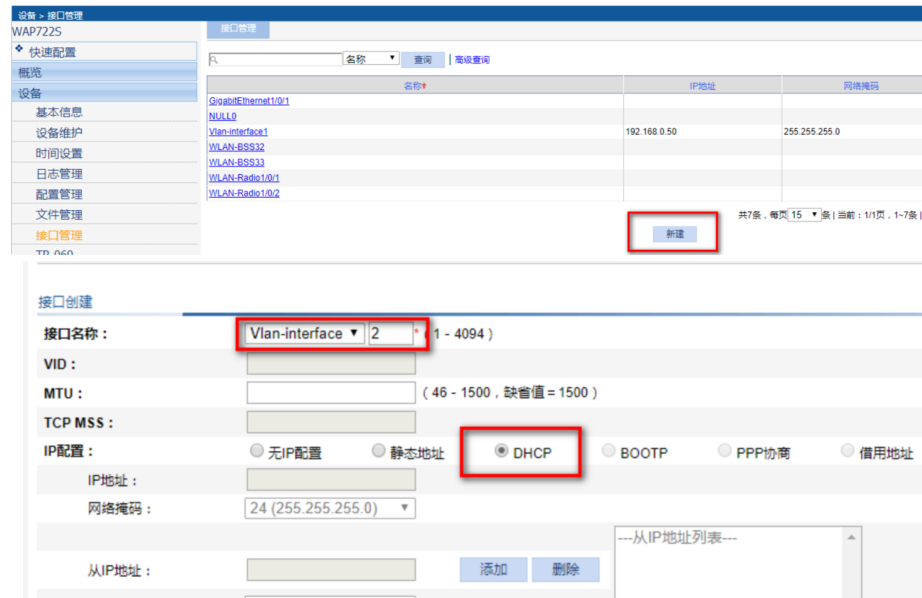 设备 > 接口管理
WAP722S
接口管理
快速配置
名称 查询 | 高级查询
概览
设备
名称 IP地址 网络掩码
GigabitEthernet1/0/1
基本信息
NULL0
设备维护
Vlan-interface1 192.168.0.50 255.255.255.0
WLAN-BSS32
时间设置
WLAN-BSS33
日志管理
WLAN-Radio1/0/1
配置管理
WLAN-Radio1/0/2
文件管理
共7条，每页 15 条 | 当前：1/1页，1~7条 |
接口管理
新建
TR-069
接口创建
接口名称： Vlan-interface 2 * ( 1 - 4094 )
VID：
MTU： ( 46 - 1500，缺省值 = 1500 )
TCP MSS：
IP配置： 无IP配置 静态地址 DHCP BOOTP PPP协商 借用地址
IP地址：
网络掩码： 24 (255.255.255.0)
---从IP地址列表---
从IP地址： 添加 删除